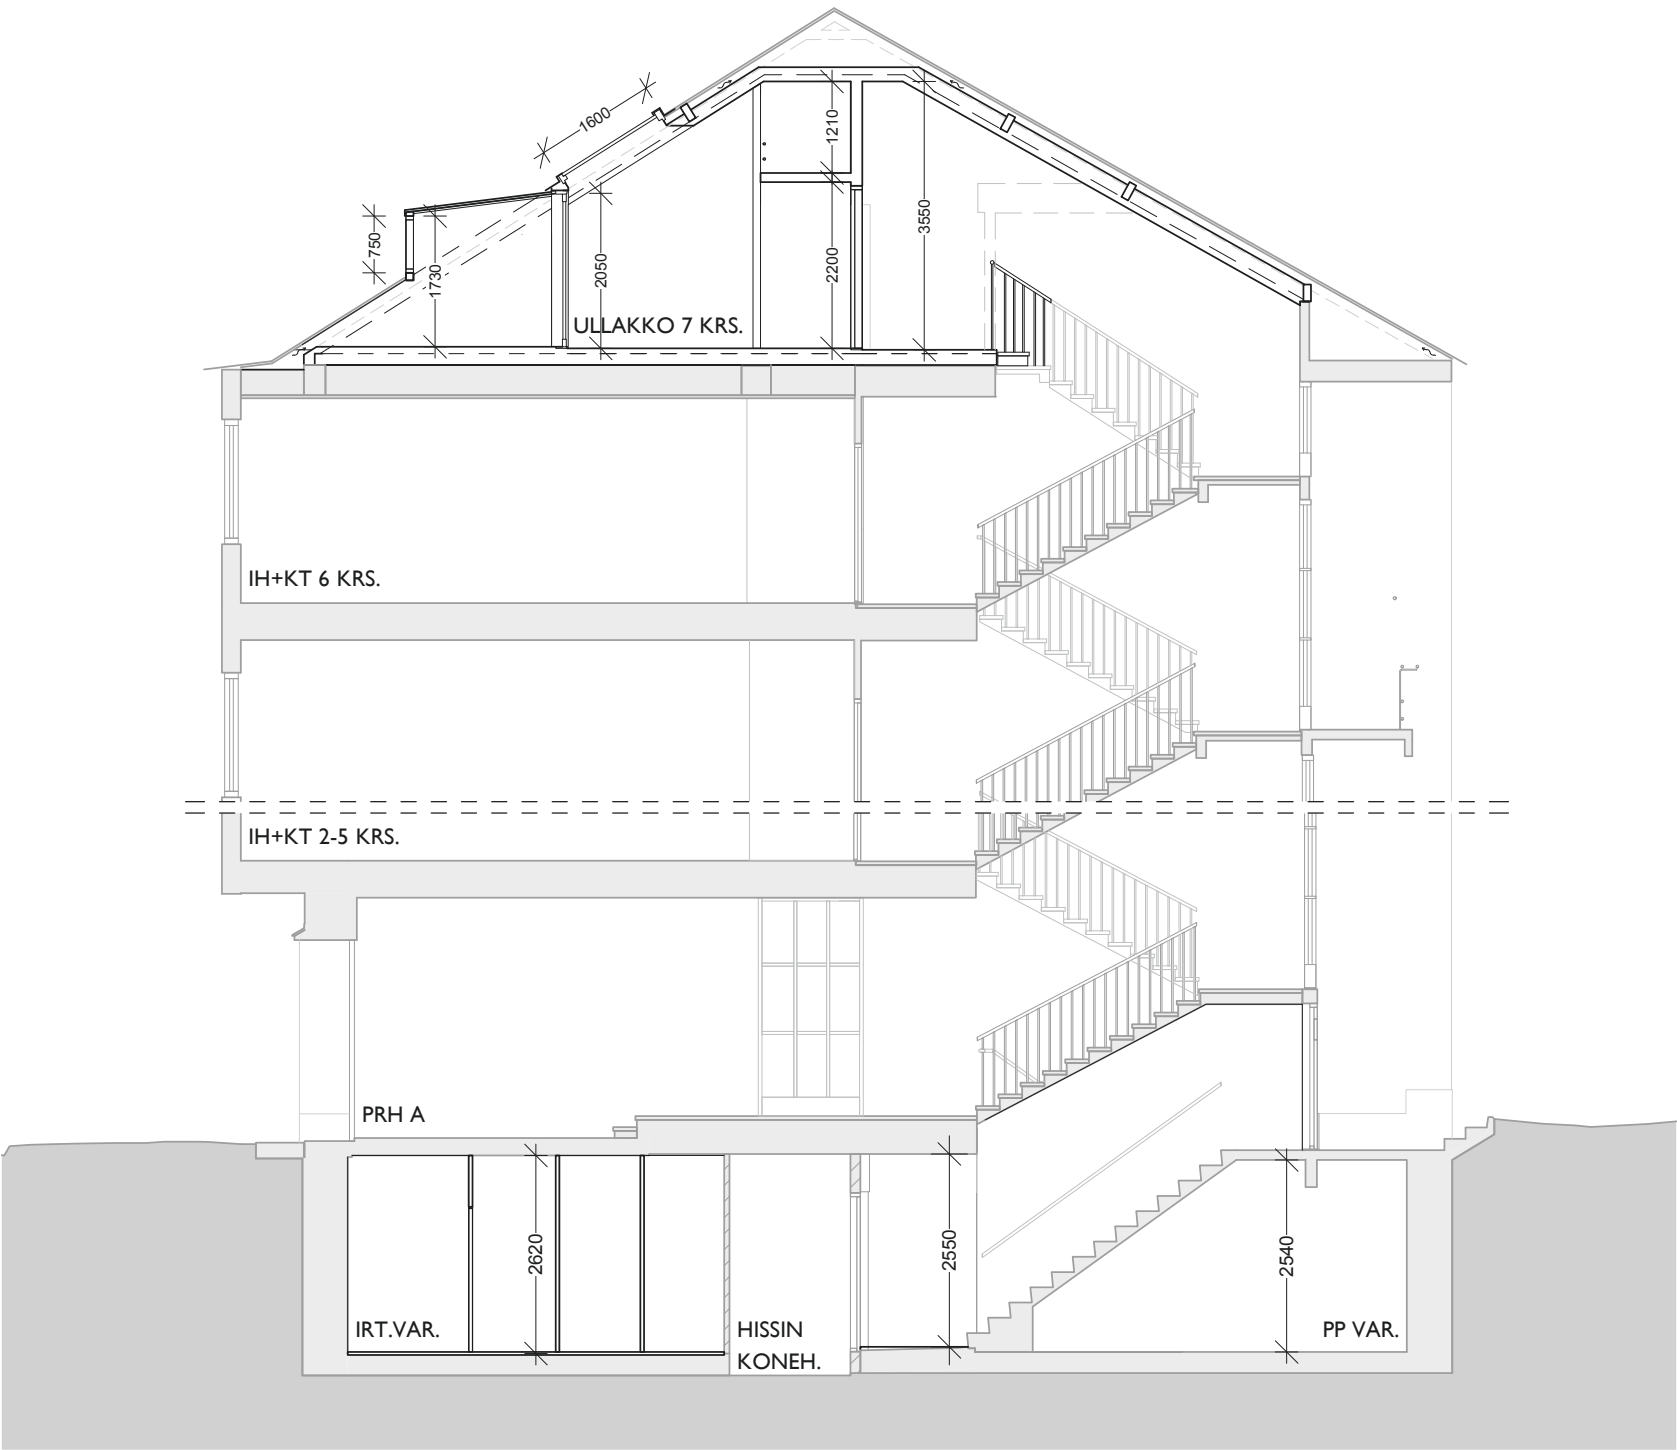 1600
1210
3550
750
1730
2050
2200
ULLAKKO 7 KRS.
IH+KT 6 KRS.
IH+KT 2-5 KRS.
PRH A
2620
2550
2540
IRT.VAR.
HISSIN
KONEH.
PP VAR.